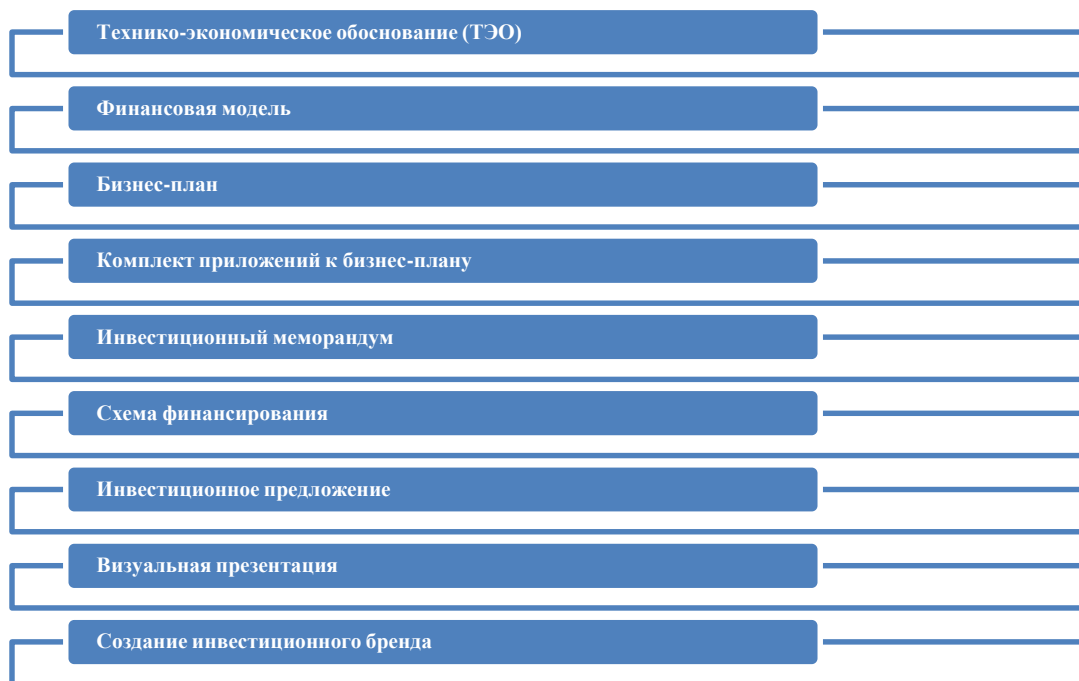 Технико-экономическое обоснование (ТЭО)
Финансовая модель
Бизнес-план
Комплект приложений к бизнес-плану
Инвестиционный меморандум
Схема финансирования
Инвестиционное предложение
Визуальная презентация
Создание инвестиционного бренда